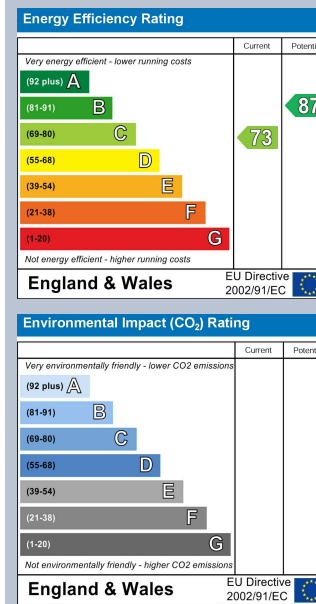 Energy Efficiency Rating
Current Potenti
Very energy efficient - lower running costs
(92 plus) A
(81-91) B 87
(69-80) C 73
(55-68) D
(39-54) E
(21-38) F
(1-20) G
Not energy efficient - higher running costs
England & Wales EU Directive
2002/91/EC
Environmental Impact (CO₂) Rating
Current Potenti
Very environmentally friendly - lower CO2 emissions
(92 plus) A
(81-91) B
(69-80) C
(55-68) D
(39-54) E
(21-38) F
(1-20) G
Not environmentally friendly - higher CO2 emissions
England & Wales EU Directive
2002/91/EC